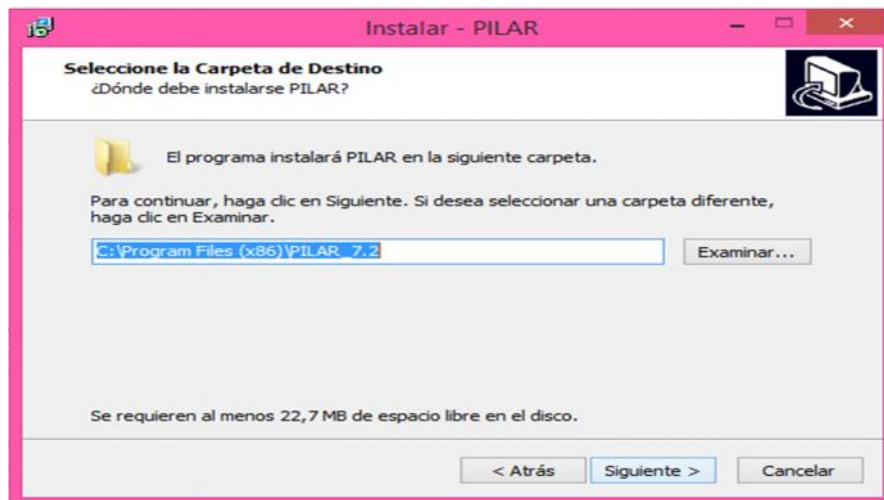 Instalar - PILAR
Seleccione la Carpeta de Destino
¿Dónde debe instalarse PILAR?
El programa instalará PILAR en la siguiente carpeta.
Para continuar, haga clic en Siguiente. Si desea seleccionar una carpeta diferente,
haga clic en Examinar.
C:\Program Files (x86)\PILAR_7.2
Examinar...
Se requieren al menos 22,7 MB de espacio libre en el disco.
< Atrás
Siguiente >
Cancelar